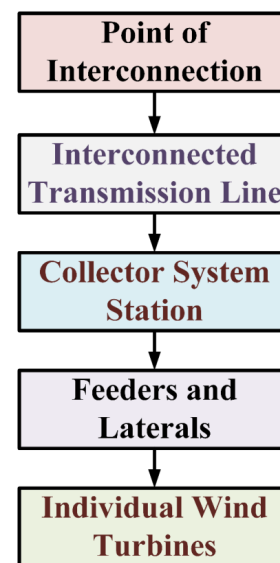 Point of
Interconnection
Interconnected
Transmission Line
Collector System
Station
Feeders and
Laterals
Individual Wind
Turbines